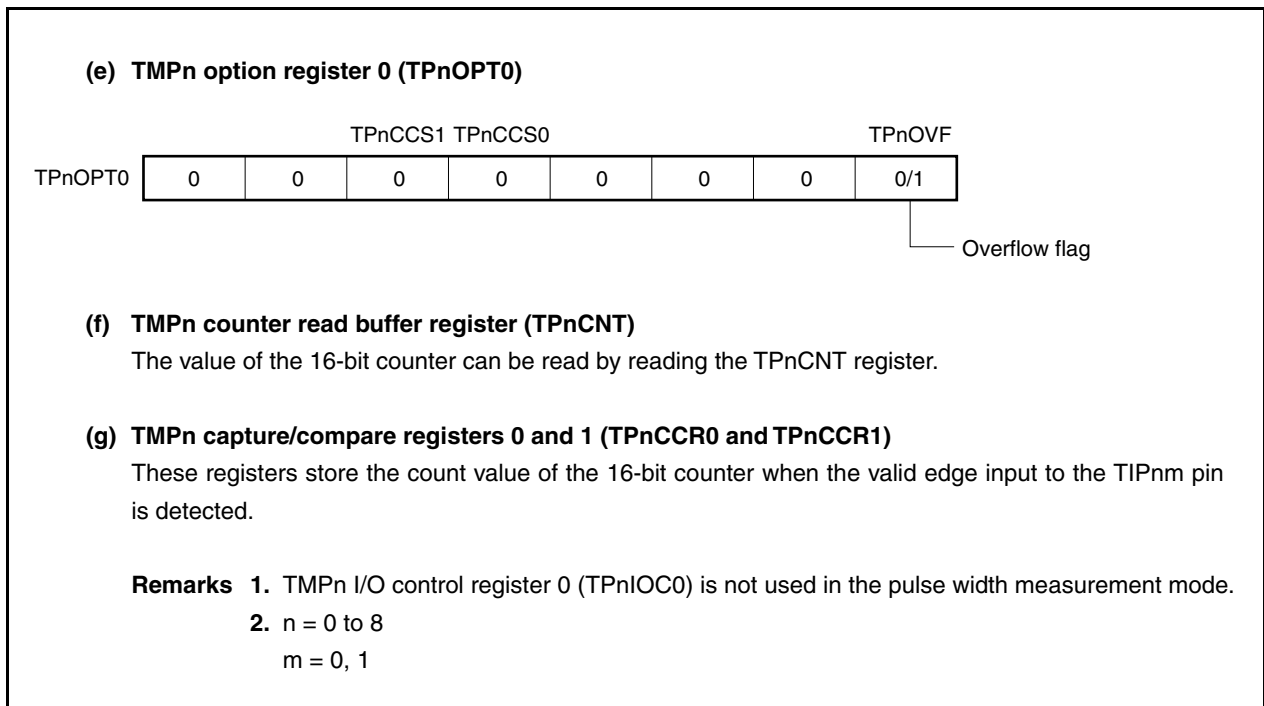 (e) TMPn option register 0 (TPnOPT0)
TPnCCS1 TPnCCS0 TPnOVF
TPnOPT0 0 0 0 0 0 0 0 0/1
Overflow flag
(f) TMPn counter read buffer register (TPnCNT)
The value of the 16-bit counter can be read by reading the TPnCNT register.
(g) TMPn capture/compare registers 0 and 1 (TPnCCR0 and TPnCCR1)
These registers store the count value of the 16-bit counter when the valid edge input to the TIPnm pin
is detected.
Remarks 1. TMPn I/O control register 0 (TPnIOC0) is not used in the pulse width measurement mode.
2. n = 0 to 8
m = 0, 1